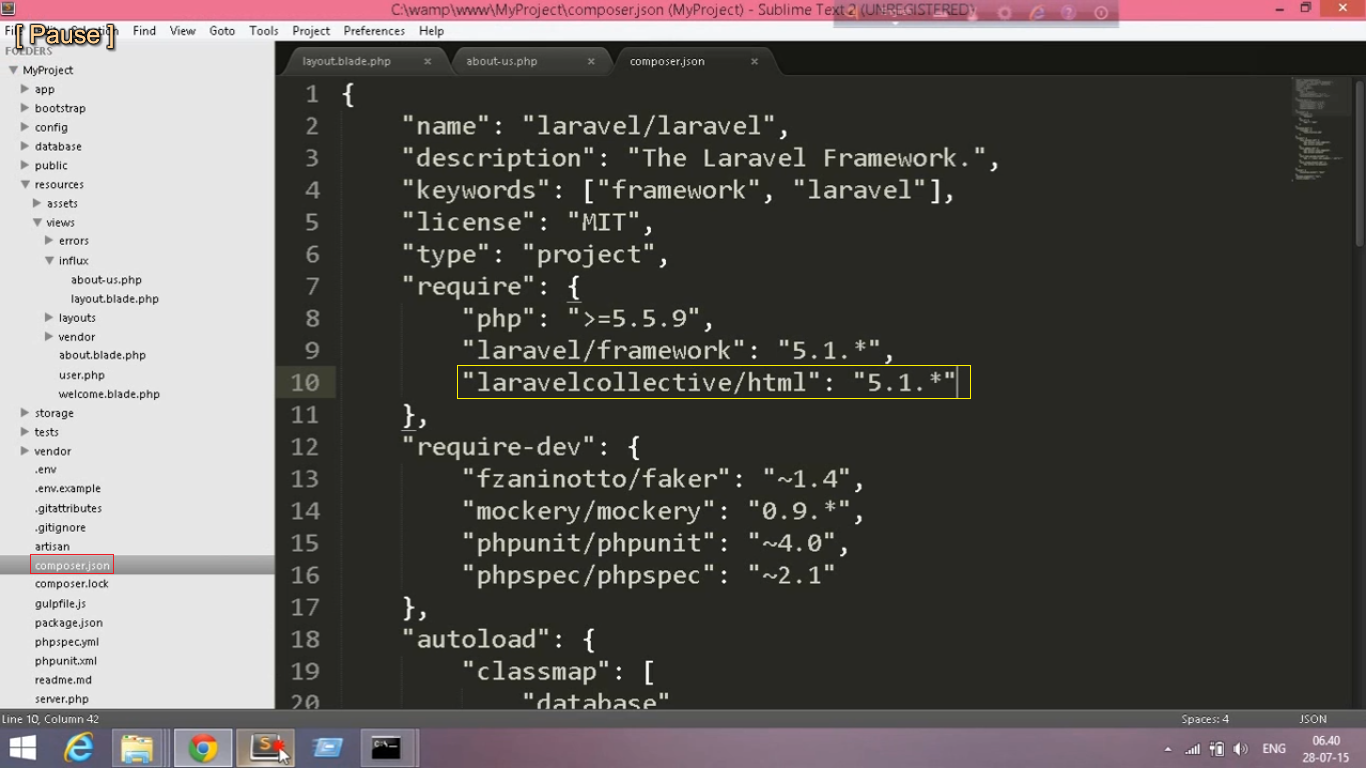 C:\wamp\www\MyProject\composer.json (MyProject) - Sublime Text 2 (UNREGISTERED)
[ Pause ]
Find View Goto Tools Project Preferences Help
FOLDERS
MyProject
app
bootstrap
config
database
public
resources
assets
views
errors
influx
about-us.php
layout.blade.php
layouts
vendor
about.blade.php
user.php
welcome.blade.php
storage
tests
vendor
.env
.env.example
.gitattributes
.gitignore
artisan
composer.json
composer.lock
gulpfile.js
package.json
phpspec.yml
phpunit.xml
readme.md
server.php
layout.blade.php × about-us.php × composer.json ×
1 {
2 "name": "laravel/laravel",
3 "description": "The Laravel Framework.",
4 "keywords": ["framework", "laravel"],
5 "license": "MIT",
6 "type": "project",
7 "require": {
8 "php": ">=5.5.9",
9 "laravel/framework": "5.1.*",
10 "laravelcollective/html": "5.1.*"
11 },
12 "require-dev": {
13 "fzaninotto/faker": "~1.4",
14 "mockery/mockery": "0.9.*",
15 "phpunit/phpunit": "~4.0",
16 "phpspec/phpspec": "~2.1"
17 },
18 "autoload": {
19 "classmap": [
20 "database"
Line 10, Column 42
Spaces: 4 JSON
ENG
06.40
28-07-15